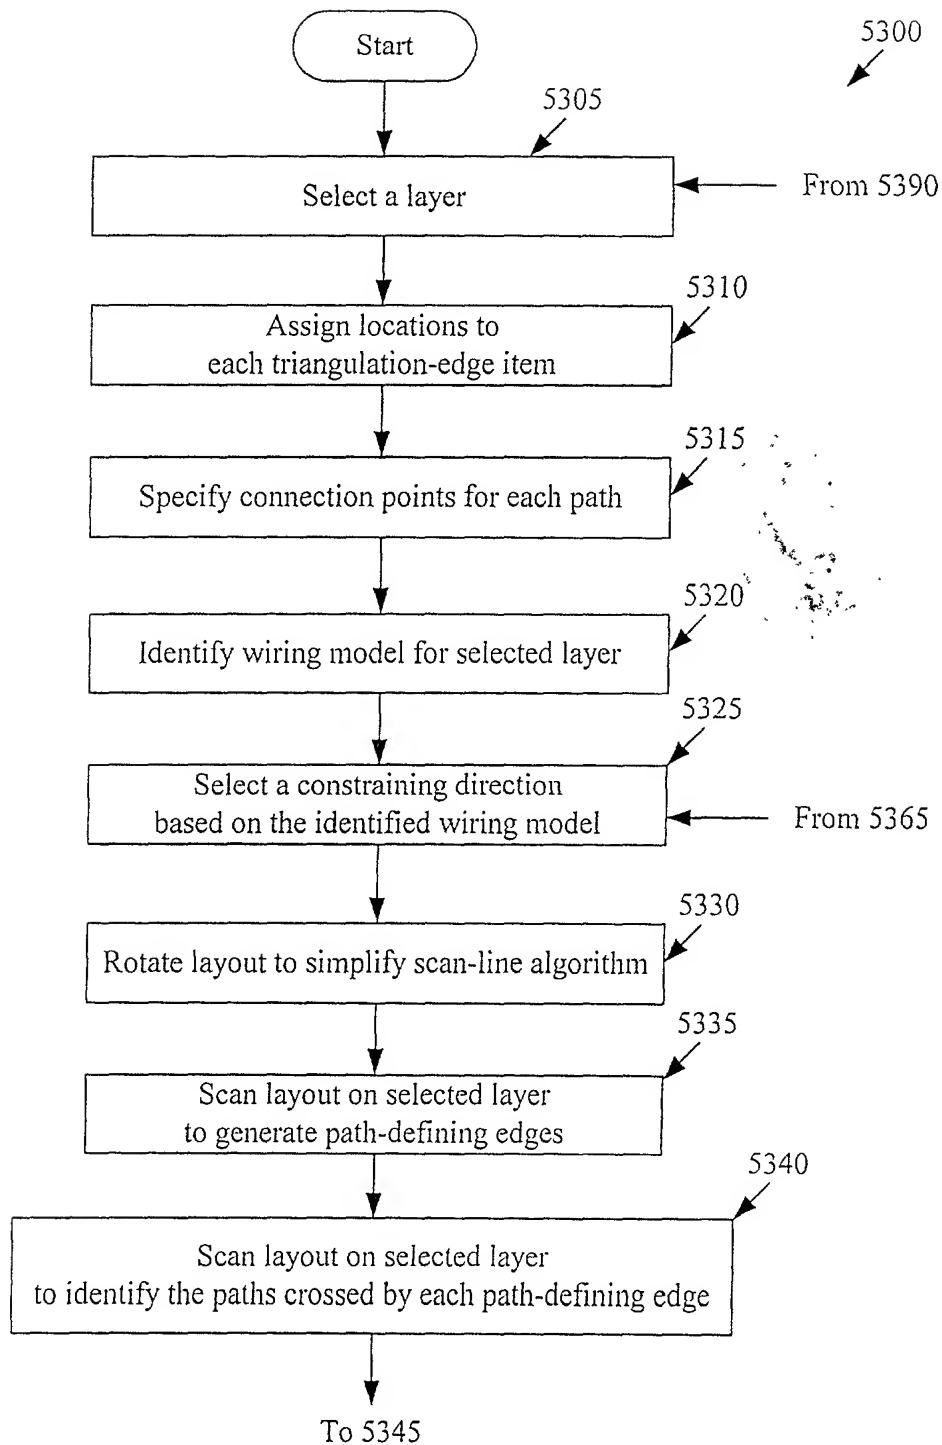 Start
5300
5305
Select a layer
From 5390
5310
Assign locations to
each triangulation-edge item
5315
Specify connection points for each path
5320
Identify wiring model for selected layer
5325
Select a constraining direction
based on the identified wiring model
From 5365
5330
Rotate layout to simplify scan-line algorithm
5335
Scan layout on selected layer
to generate path-defining edges
5340
Scan layout on selected layer
to identify the paths crossed by each path-defining edge
To 5345